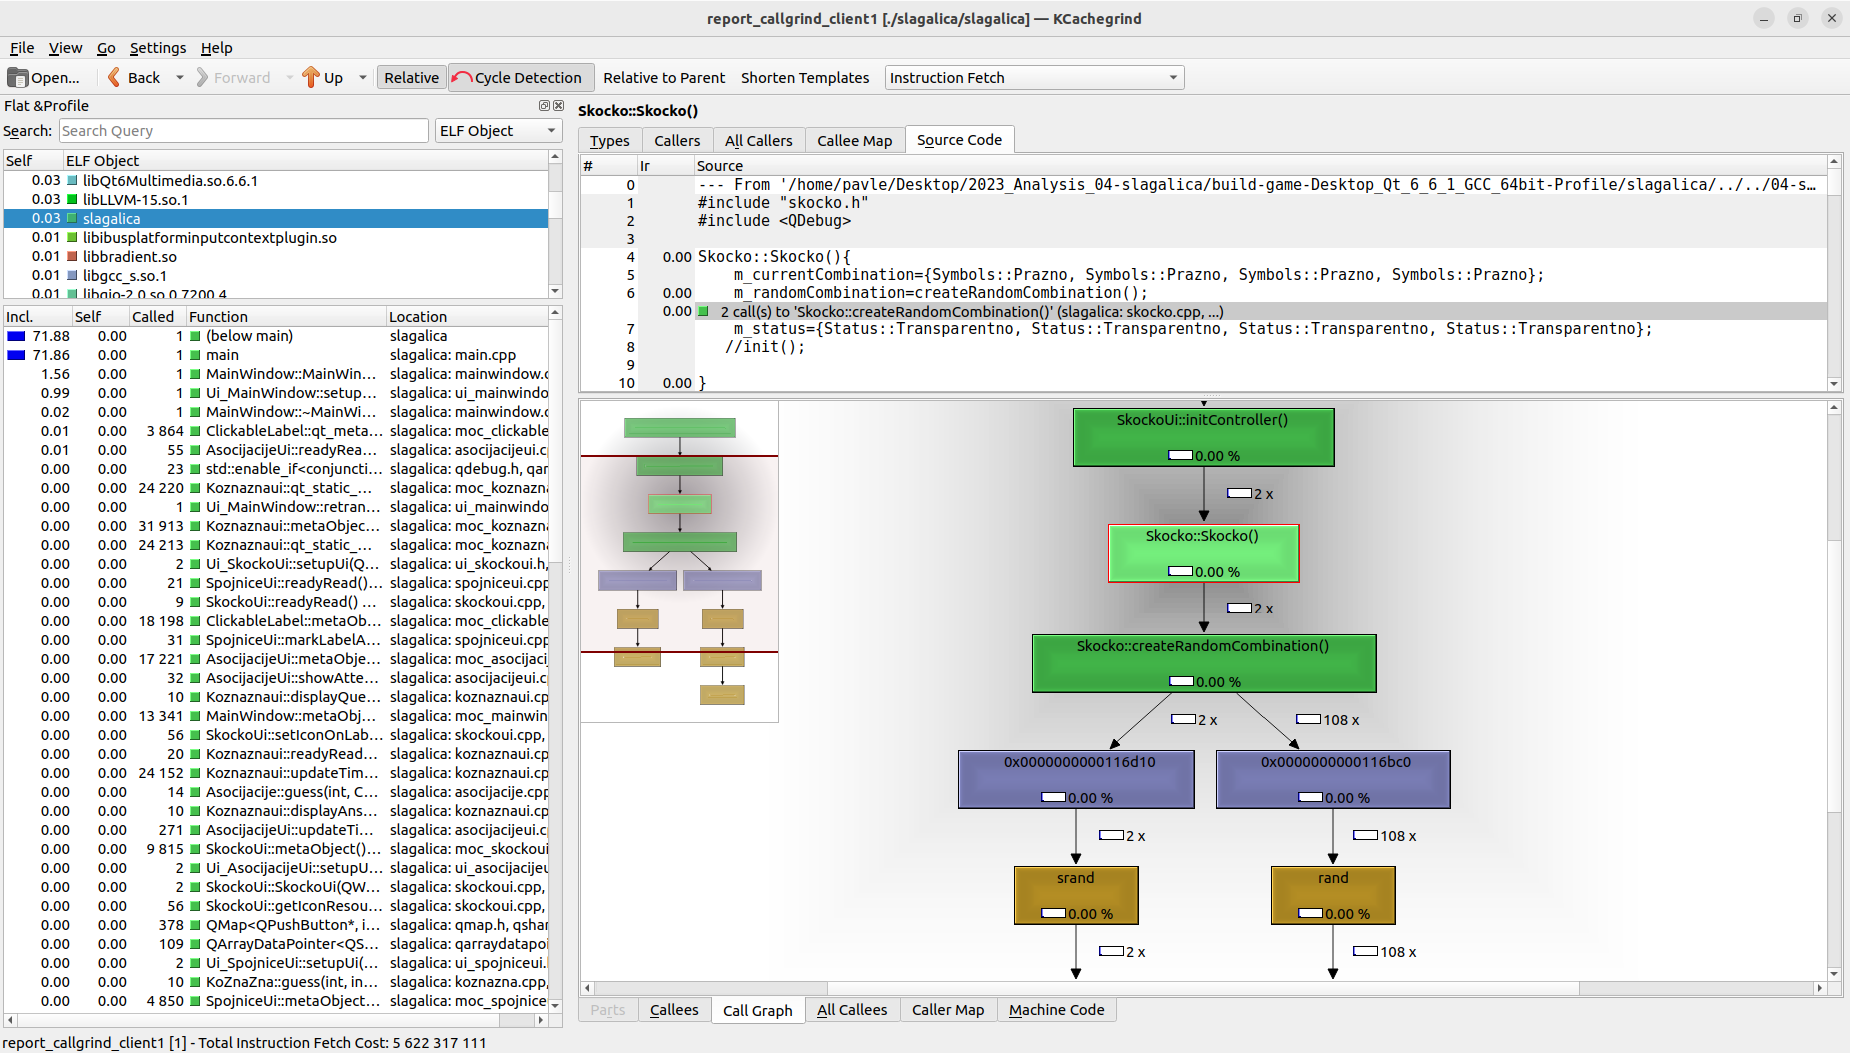 report_callgrind_client1 [./slagalica/slagalica] — KCachegrind
File View Go Settings Help
Open... Back Forward Up Relative Cycle Detection Relative to Parent Shorten Templates Instruction Fetch
Flat &Profile
Search: Search Query ELF Object
Self ELF Object
0.03 libQt6Multimedia.so.6.6.1
0.03 libLLVM-15.so.1
0.03 slagalica
0.01 libibusplatforminputcontextplugin.so
0.01 libbradient.so
0.01 libgcc_s.so.1
0.01 libgio-2.0.so.0.7200.4
Incl. Self Called Function Location
71.88 0.00 1 (below main) slagalica
71.86 0.00 1 main slagalica: main.cpp
1.56 0.00 1 MainWindow::MainWin... slagalica: mainwindow.c
0.99 0.00 1 Ui_MainWindow::setup... slagalica: ui_mainwindo
0.02 0.00 1 MainWindow::~MainWi... slagalica: mainwindow.c
0.01 0.00 3 864 ClickableLabel::qt_meta... slagalica: moc_clickable
0.01 0.00 55 Asocijacijeui::readyRea... slagalica: asocijacijeui.c
0.00 0.00 23 std::enable_if<conjuncti... slagalica: qdebug.h, qar
0.00 0.00 24 220 Koznaznaui::qt_static_... slagalica: moc_koznazn
0.00 0.00 1 Ui_MainWindow::retran... slagalica: ui_mainwindo
0.00 0.00 31 913 Koznaznaui::metaObjec... slagalica: moc_koznazn
0.00 0.00 24 213 Koznaznaui::qt_static_... slagalica: moc_koznazn
0.00 0.00 2 Ui_SkockoUi::setupUi(Q... slagalica: ui_skockoui.h,
0.00 0.00 21 SpojniceUi::readyRead()... slagalica: spojniceui.cpp
0.00 0.00 9 SkockoUi::readyRead() ... slagalica: skockoui.cpp,
0.00 0.00 18 198 ClickableLabel::metaOb... slagalica: moc_clickable
0.00 0.00 31 SpojniceUi::markLabelA... slagalica: spojniceui.cpp
0.00 0.00 17 221 AsocijacijeUi::metaObje... slagalica: moc_asocijacij
0.00 0.00 32 AsocijacijeUi::showAtte... slagalica: asocijacijeui.c
0.00 0.00 10 Koznaznaui::displayQue... slagalica: koznaznaui.cp
0.00 0.00 13 341 MainWindow::metaObj... slagalica: moc_mainwin
0.00 0.00 56 SkockoUi::setIconOnLab... slagalica: skockoui.cpp,
0.00 0.00 20 Koznaznaui::readyRead... slagalica: koznaznaui.cp
0.00 0.00 24 152 Koznaznaui::updateTim... slagalica: koznaznaui.cp
0.00 0.00 14 Asocijacije::guess(int, C... slagalica: asocijacije.cpp
0.00 0.00 10 Koznaznaui::displayAns... slagalica: koznaznaui.cp
0.00 0.00 271 AsocijacijeUi::updateTi... slagalica: asocijacijeui.c
0.00 0.00 9 815 SkockoUi::metaObject()... slagalica: moc_skockoui
0.00 0.00 2 Ui_AsocijacijeUi::setupU... slagalica: ui_asocijacijeu
0.00 0.00 2 SkockoUi::SkockoUi(QW... slagalica: skockoui.cpp,
0.00 0.00 56 SkockoUi::getIconResou... slagalica: skockoui.cpp,
0.00 0.00 378 QMap<QPushButton*, i... slagalica: qmap.h, qshar
0.00 0.00 109 QArrayDataPointer<QS... slagalica: qarraydatapoi
0.00 0.00 2 Ui_SpojniceUi::setupUi(... slagalica: ui_spojniceui.
0.00 0.00 10 KoZnaZna::guess(int, in... slagalica: koznazna.cpp,
0.00 0.00 4 850 SpojniceUi::metaObject... slagalica: moc_spojnice
Skocko::Skocko()
Types Callers All Callers Callee Map Source Code
# Ir Source
0 --- From '/home/pavle/Desktop/2023_Analysis_04-slagalica/build-game-Desktop_Qt_6_6_1_GCC_64bit-Profile/slagalica/../../04-s...
1 #include "skocko.h"
2 #include <QDebug>
3
4 0.00 Skocko::Skocko(){
5 m_currentCombination={Symbols::Prazno, Symbols::Prazno, Symbols::Prazno, Symbols::Prazno};
6 0.00 m_randomCombination=createRandomCombination();
0.00 2 call(s) to 'Skocko::createRandomCombination()' (slagalica: skocko.cpp, ...)
7 m_status={Status::Transparentno, Status::Transparentno, Status::Transparentno, Status::Transparentno};
8 //init();
9
10 0.00 }
SkockoUi::initController()
0.00 %
2 x
Skocko::Skocko()
0.00 %
2 x
Skocko::createRandomCombination()
0.00 %
2 x 108 x
0x0000000000116d10 0x0000000000116bc0
0.00 % 0.00 %
2 x 108 x
srand rand
0.00 % 0.00 %
2 x 108 x
Parts Callees Call Graph All Callees Caller Map Machine Code
report_callgrind_client1 [1] - Total Instruction Fetch Cost: 5 622 317 111